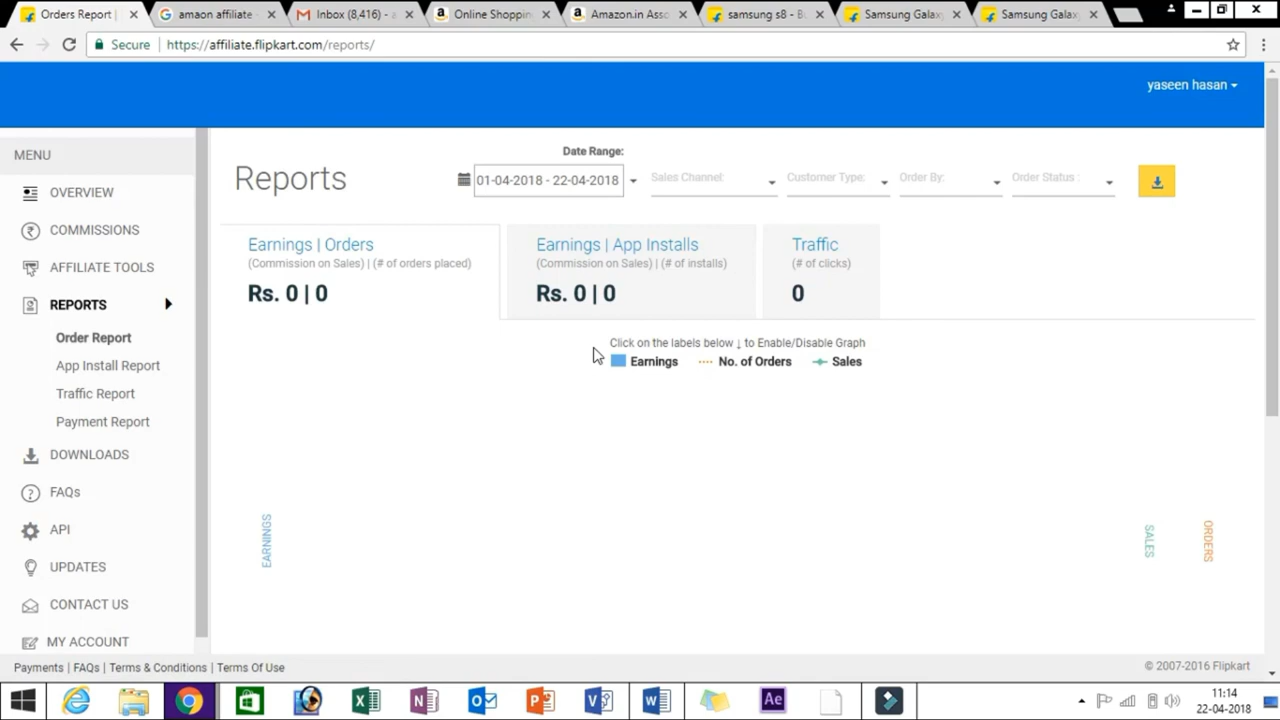 Orders Report |
amaon affiliate -
Inbox (8,416) - a
Online Shoppin
Amazon.in Asso
samsung s8 - B
Samsung Galax
Samsung Galax
Secure
https://affiliate.flipkart.com/reports/
yaseen hasan
MENU
OVERVIEW
COMMISSIONS
AFFILIATE TOOLS
REPORTS
Order Report
App Install Report
Traffic Report
Payment Report
DOWNLOADS
FAQs
API
UPDATES
CONTACT US
MY ACCOUNT
Reports
Date Range:
01-04-2018 - 22-04-2018
Sales Channel:
Customer Type:
Order By:
Order Status :
Earnings | Orders
(Commission on Sales) | (# of orders placed)
Rs. 0 | 0
Earnings | App Installs
(Commission on Sales) | (# of installs)
Rs. 0 | 0
Traffic
(# of clicks)
0
Click on the labels below ↓ to Enable/Disable Graph
Earnings
No. of Orders
Sales
EARNINGS
SALES
ORDERS
Payments | FAQs | Terms & Conditions | Terms Of Use
© 2007-2016 Flipkart
11:14
22-04-2018